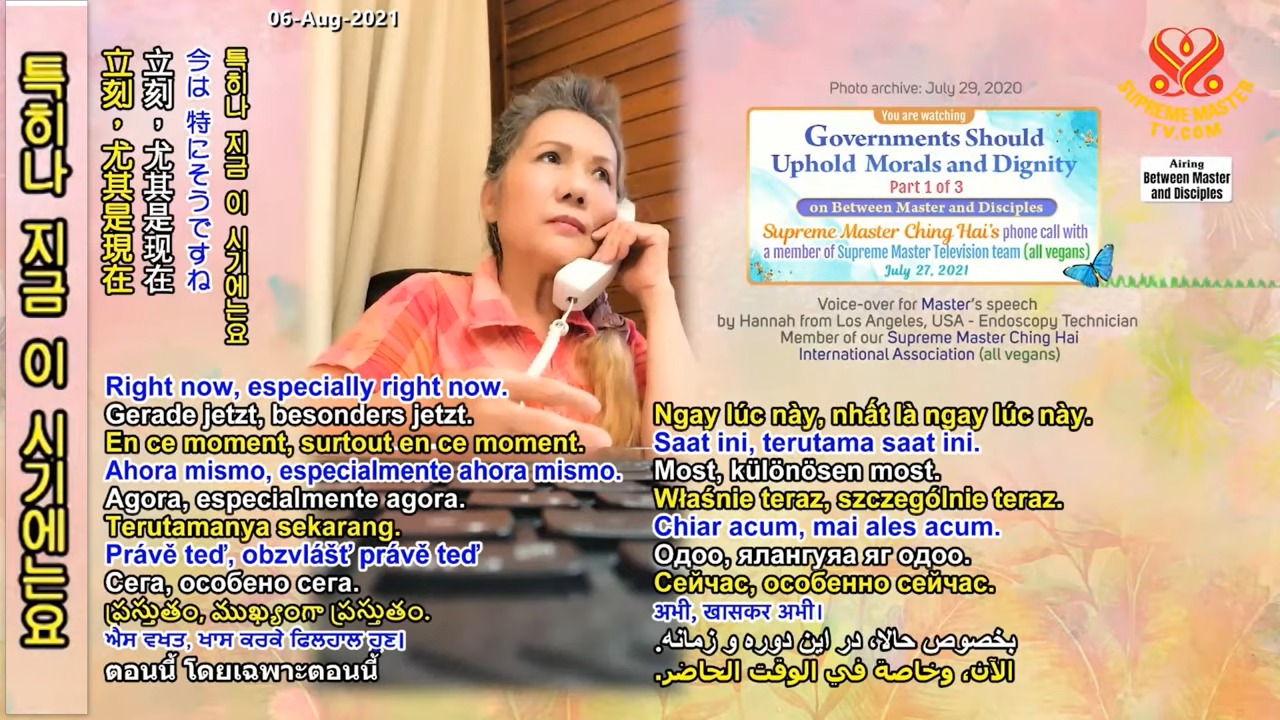 06-Aug-2021
특히나 지금 이 시기에는요
立刻，尤其是現在
立刻，尤其是现在
今は 特にそうですね
특히나 지금 이 시기에는요
Photo archive: July 29, 2020
You are watching
Governments Should
Uphold Morals and Dignity
Part 1 of 3
on Between Master and Disciples
Supreme Master Ching Hai's phone call with
a member of Supreme Master Television team (all vegans)
July 27, 2021
SUPREME MASTER
TV.COM
Airing
Between Master
and Disciples
Voice-over for Master's speech
by Hannah from Los Angeles, USA - Endoscopy Technician
Member of our Supreme Master Ching Hai
International Association (all vegans)
Right now, especially right now.
Gerade jetzt, besonders jetzt.
En ce moment, surtout en ce moment.
Ahora mismo, especialmente ahora mismo.
Agora, especialmente agora.
Terutamanya sekarang.
Právě teď, obzvlášť právě teď
Сега, особено сега.
ప్రస్తుతం, ముఖ్యంగా ప్రస్తుతం.
ਐਸ ਵਖਤ, ਖਾਸ ਕਰਕੇ ਫਿਲਹਾਲ ਹੁਣ।
ตอนนี้ โดยเฉพาะตอนนี้
Ngay lúc này, nhất là ngay lúc này.
Saat ini, terutama saat ini.
Most, különösen most.
Właśnie teraz, szczególnie teraz.
Chiar acum, mai ales acum.
Одоо, ялангуяа яг одоо.
Сейчас, особенно сейчас.
अभी, खासकर अभी।
بخصوص حالا، در این دوره و زمانه.
الآن، وخاصة في الوقت الحاضر.